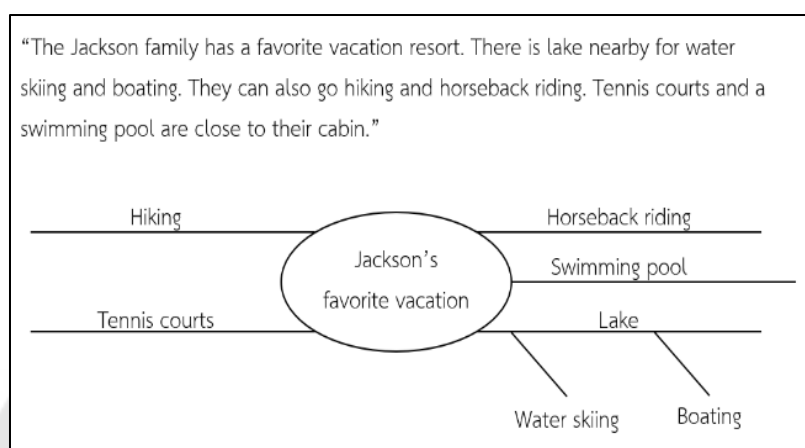 “The Jackson family has a favorite vacation resort. There is lake nearby for water
skiing and boating. They can also go hiking and horseback riding. Tennis courts and a
swimming pool are close to their cabin.”
Hiking
Horseback riding
Jackson’s
favorite vacation
Swimming pool
Tennis courts
Lake
Water skiing
Boating